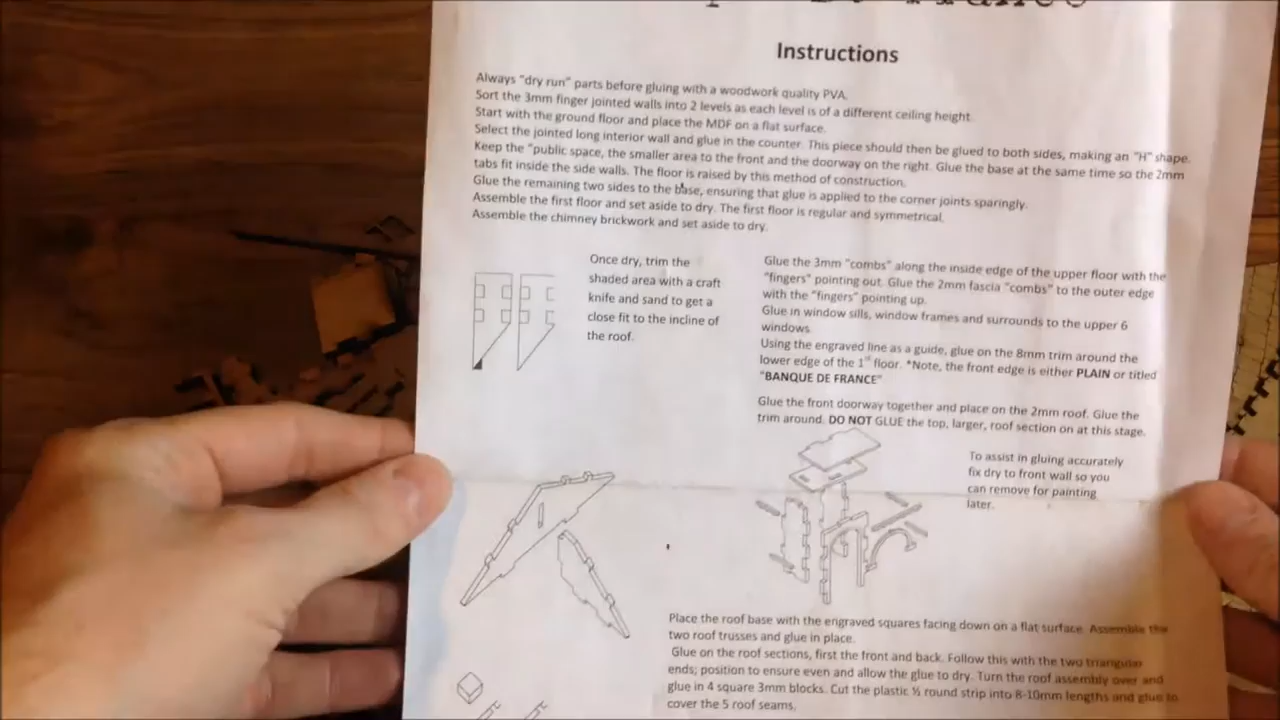 France
Instructions
Always "dry run" parts before gluing with a woodwork quality PVA.
Sort the 3mm finger jointed walls into 2 levels as each level is of a different ceiling height
Start with the ground floor and place the MDF on a flat surface.
Select the jointed long interior wall and glue in the counter. This piece should then be glued to both sides, making an "H" shape.
Keep the "public space, the smaller area to the front and the doorway on the right. Glue the base at the same time so the 2mm
tabs fit inside the side walls. The floor is raised by this method of construction.
Glue the remaining two sides to the base, ensuring that glue is applied to the corner joints sparingly.
Assemble the first floor and set aside to dry. The first floor is regular and symmetrical.
Assemble the chimney brickwork and set aside to dry.
Once dry, trim the
shaded area with a craft
knife and sand to get a
close fit to the incline of
the roof.
Glue the 3mm "combs" along the inside edge of the upper floor with the
"fingers" pointing out. Glue the 2mm fascia "combs" to the outer edge
with the "fingers" pointing up.
Glue in window sills, window frames and surrounds to the upper 6
windows
Using the engraved line as a guide, glue on the 8mm trim around the
lower edge of the 1st floor. *Note, the front edge is either PLAIN or titled
"BANQUE DE FRANCE"
Glue the front doorway together and place on the 2mm roof. Glue the
trim around. DO NOT GLUE the top, larger, roof section on at this stage.
To assist in gluing accurately
fix dry to front wall so you
can remove for painting
later.
Place the roof base with the engraved squares facing down on a flat surface. Assemble the
two roof trusses and glue in place.
Glue on the roof sections, first the front and back. Follow this with the two triangular
ends; position to ensure even and allow the glue to dry. Turn the roof assembly over and
glue in 4 square 3mm blocks. Cut the plastic ½ round strip into 8-10mm lengths and glue to
cover the 5 roof seams.